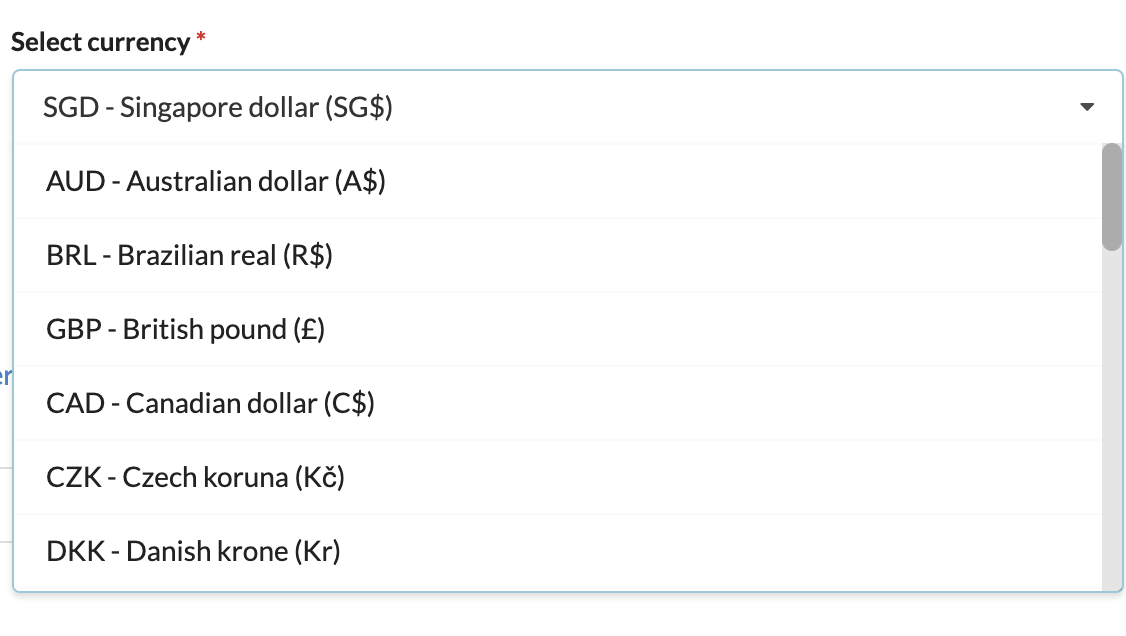 Select currency *
SGD - Singapore dollar (SG$)
AUD - Australian dollar (A$)
BRL - Brazilian real (R$)
GBP - British pound (£)
er
CAD - Canadian dollar (C$)
CZK - Czech koruna (Kč)
DKK - Danish krone (Kr)